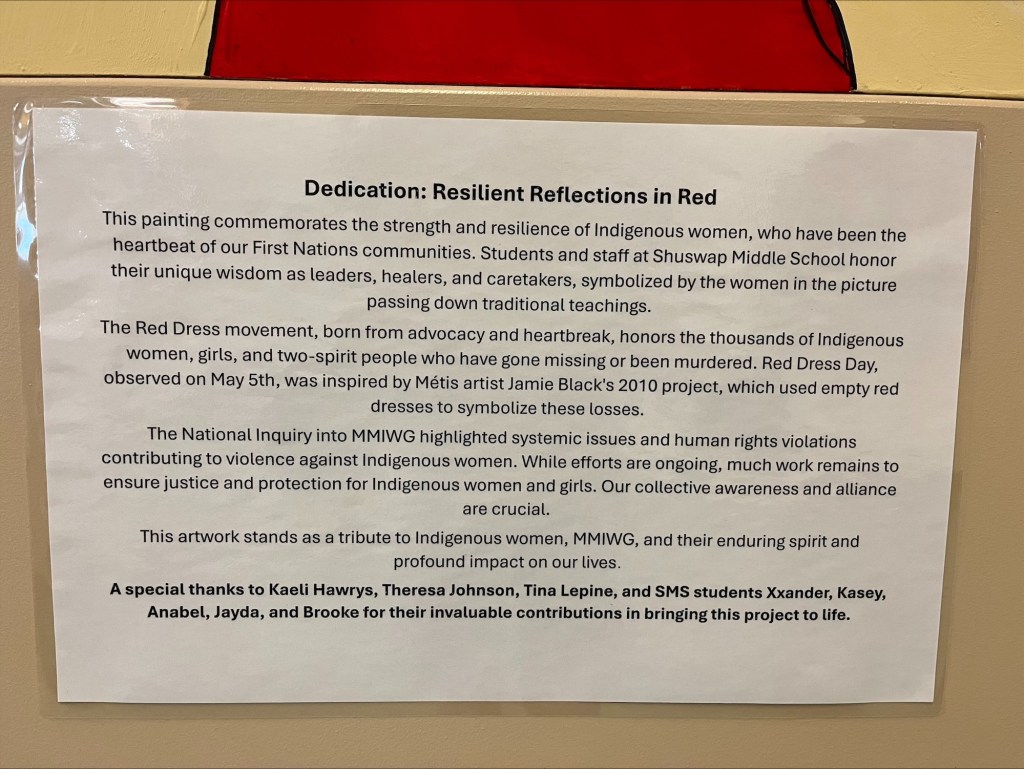 Dedication: Resilient Reflections in Red
This painting commemorates the strength and resilience of Indigenous women, who have been the
heartbeat of our First Nations communities. Students and staff at Shuswap Middle School honor
their unique wisdom as leaders, healers, and caretakers, symbolized by the women in the picture
passing down traditional teachings.
The Red Dress movement, born from advocacy and heartbreak, honors the thousands of Indigenous
women, girls, and two-spirit people who have gone missing or been murdered. Red Dress Day,
observed on May 5th, was inspired by Métis artist Jamie Black's 2010 project, which used empty red
dresses to symbolize these losses.
The National Inquiry into MMIWG highlighted systemic issues and human rights violations
contributing to violence against Indigenous women. While efforts are ongoing, much work remains to
ensure justice and protection for Indigenous women and girls. Our collective awareness and alliance
are crucial.
This artwork stands as a tribute to Indigenous women, MMIWG, and their enduring spirit and
profound impact on our lives.
A special thanks to Kaeli Hawrys, Theresa Johnson, Tina Lepine, and SMS students Xxander, Kasey,
Anabel, Jayda, and Brooke for their invaluable contributions in bringing this project to life.